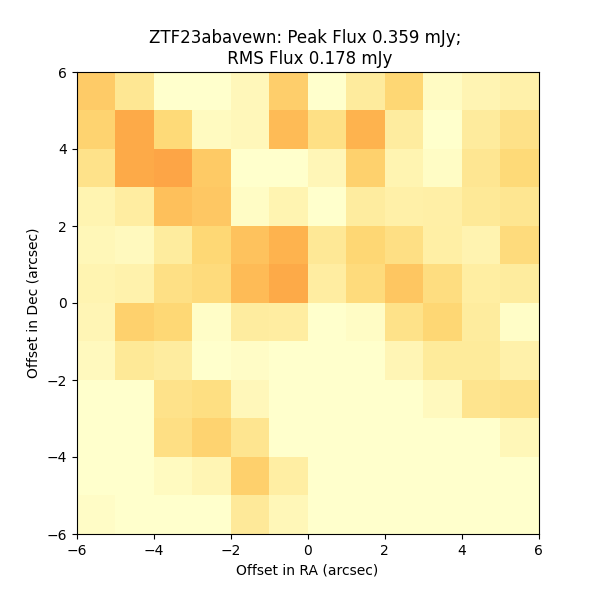 ZTF23abavewn: Peak Flux 0.359 mJy;
RMS Flux 0.178 mJy
6
4
2
0
−2
−4
−6
Offset in Dec (arcsec)
−6 −4 −2 0 2 4 6
Offset in RA (arcsec)